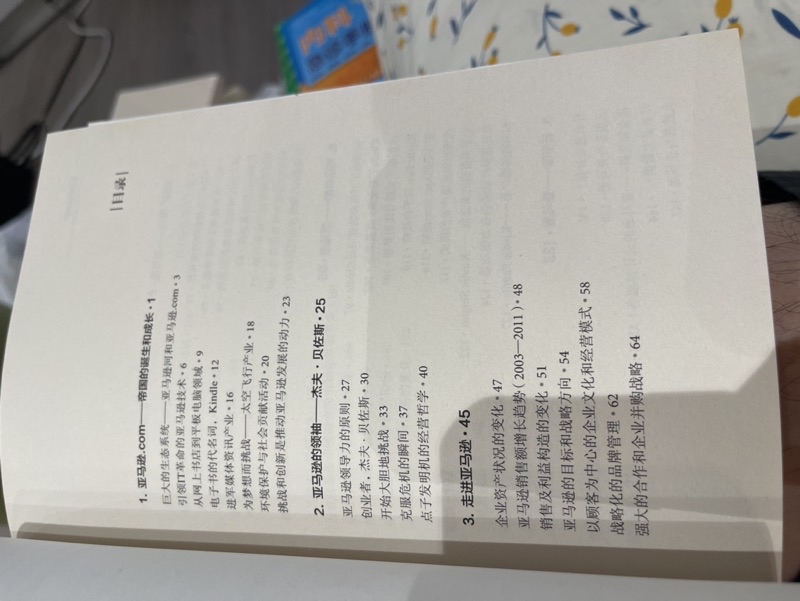 |目录|
1. 亚马逊.com——帝国的诞生和成长·1
巨大的生态系统——亚马逊河和亚马逊.com·3
引领IT革命的亚马逊技术·6
从网上书店到平板电脑领域·9
电子书的代名词，Kindle·12
进军媒体资讯产业·16
为梦想而挑战——太空飞行产业·18
环境保护与社会贡献活动·20
挑战和创新是推动亚马逊发展的动力·23
2. 亚马逊的领袖——杰夫·贝佐斯·25
亚马逊领导力的原则·27
创业者，杰夫·贝佐斯·30
开始大胆地挑战·33
克服危机的瞬间·37
点子发明机的经营哲学·40
3. 走进亚马逊·45
企业资产状况的变化·47
亚马逊销售额增长趋势（2003—2011）·48
销售及利益构造的变化·51
亚马逊的目标和战略方向·54
以顾客为中心的企业文化和经营模式·58
战略化的品牌管理·62
强大的合作和企业并购战略·64